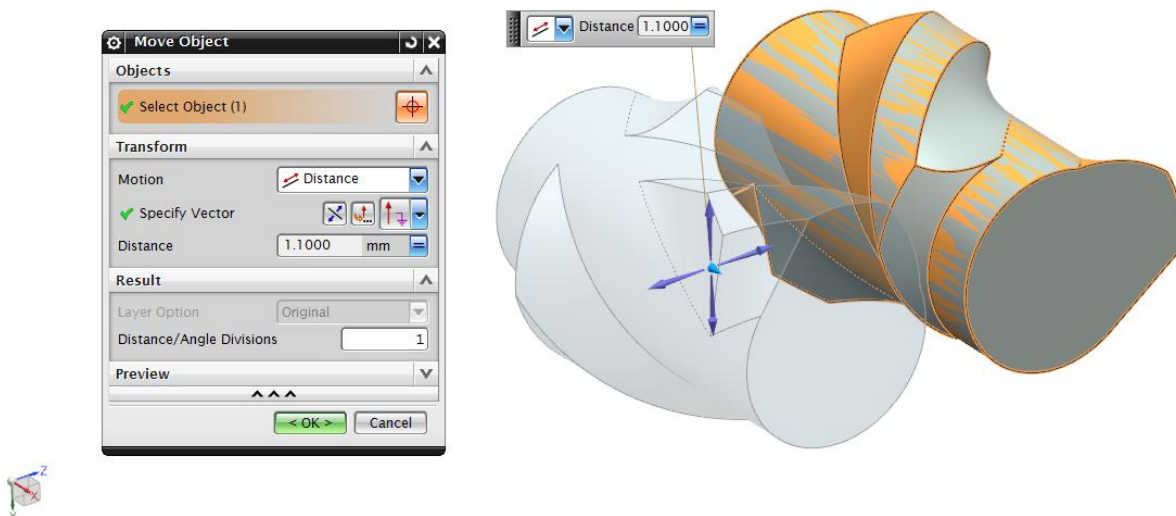 Move Object
Objects
Select Object (1)
Transform
Motion Distance
Specify Vector
Distance 1.1000 mm
Result
Layer Option Original
Distance/Angle Divisions 1
Preview
< OK > Cancel
Distance 1.1000
Z
X
Y